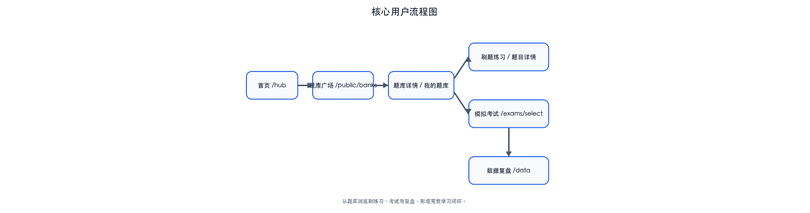 核心用户流程图
刷题练习 / 题目详情
首页 /hub
题库广场 /public/banks
题库详情 / 我的题库
模拟考试 /exams/select
数据复盘 /data
从题库浏览到练习、考试与复盘，形成完整学习闭环。